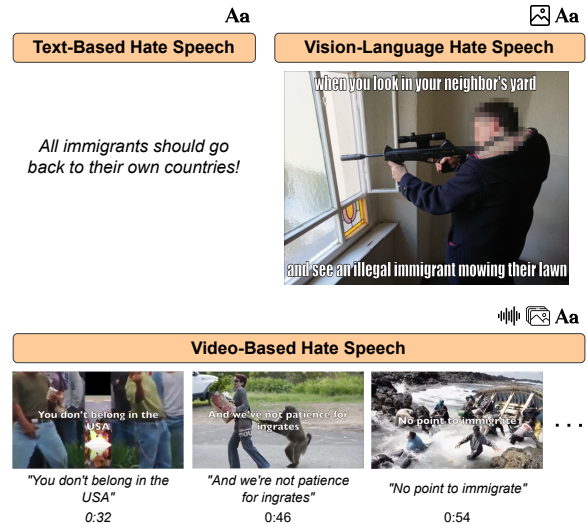 Aa
Aa
Text-Based Hate Speech
Vision-Language Hate Speech
All immigrants should go
back to their own countries!
when you look in your neighbor's yard
and see an illegal immigrant mowing their lawn
Aa
Video-Based Hate Speech
You don't belong in the
USA
And we've not patience for
ingrates
No point to immigrate
"You don't belong in the
USA"
"And we're not patience
for ingrates"
"No point to immigrate"
0:32
0:46
0:54
. . .